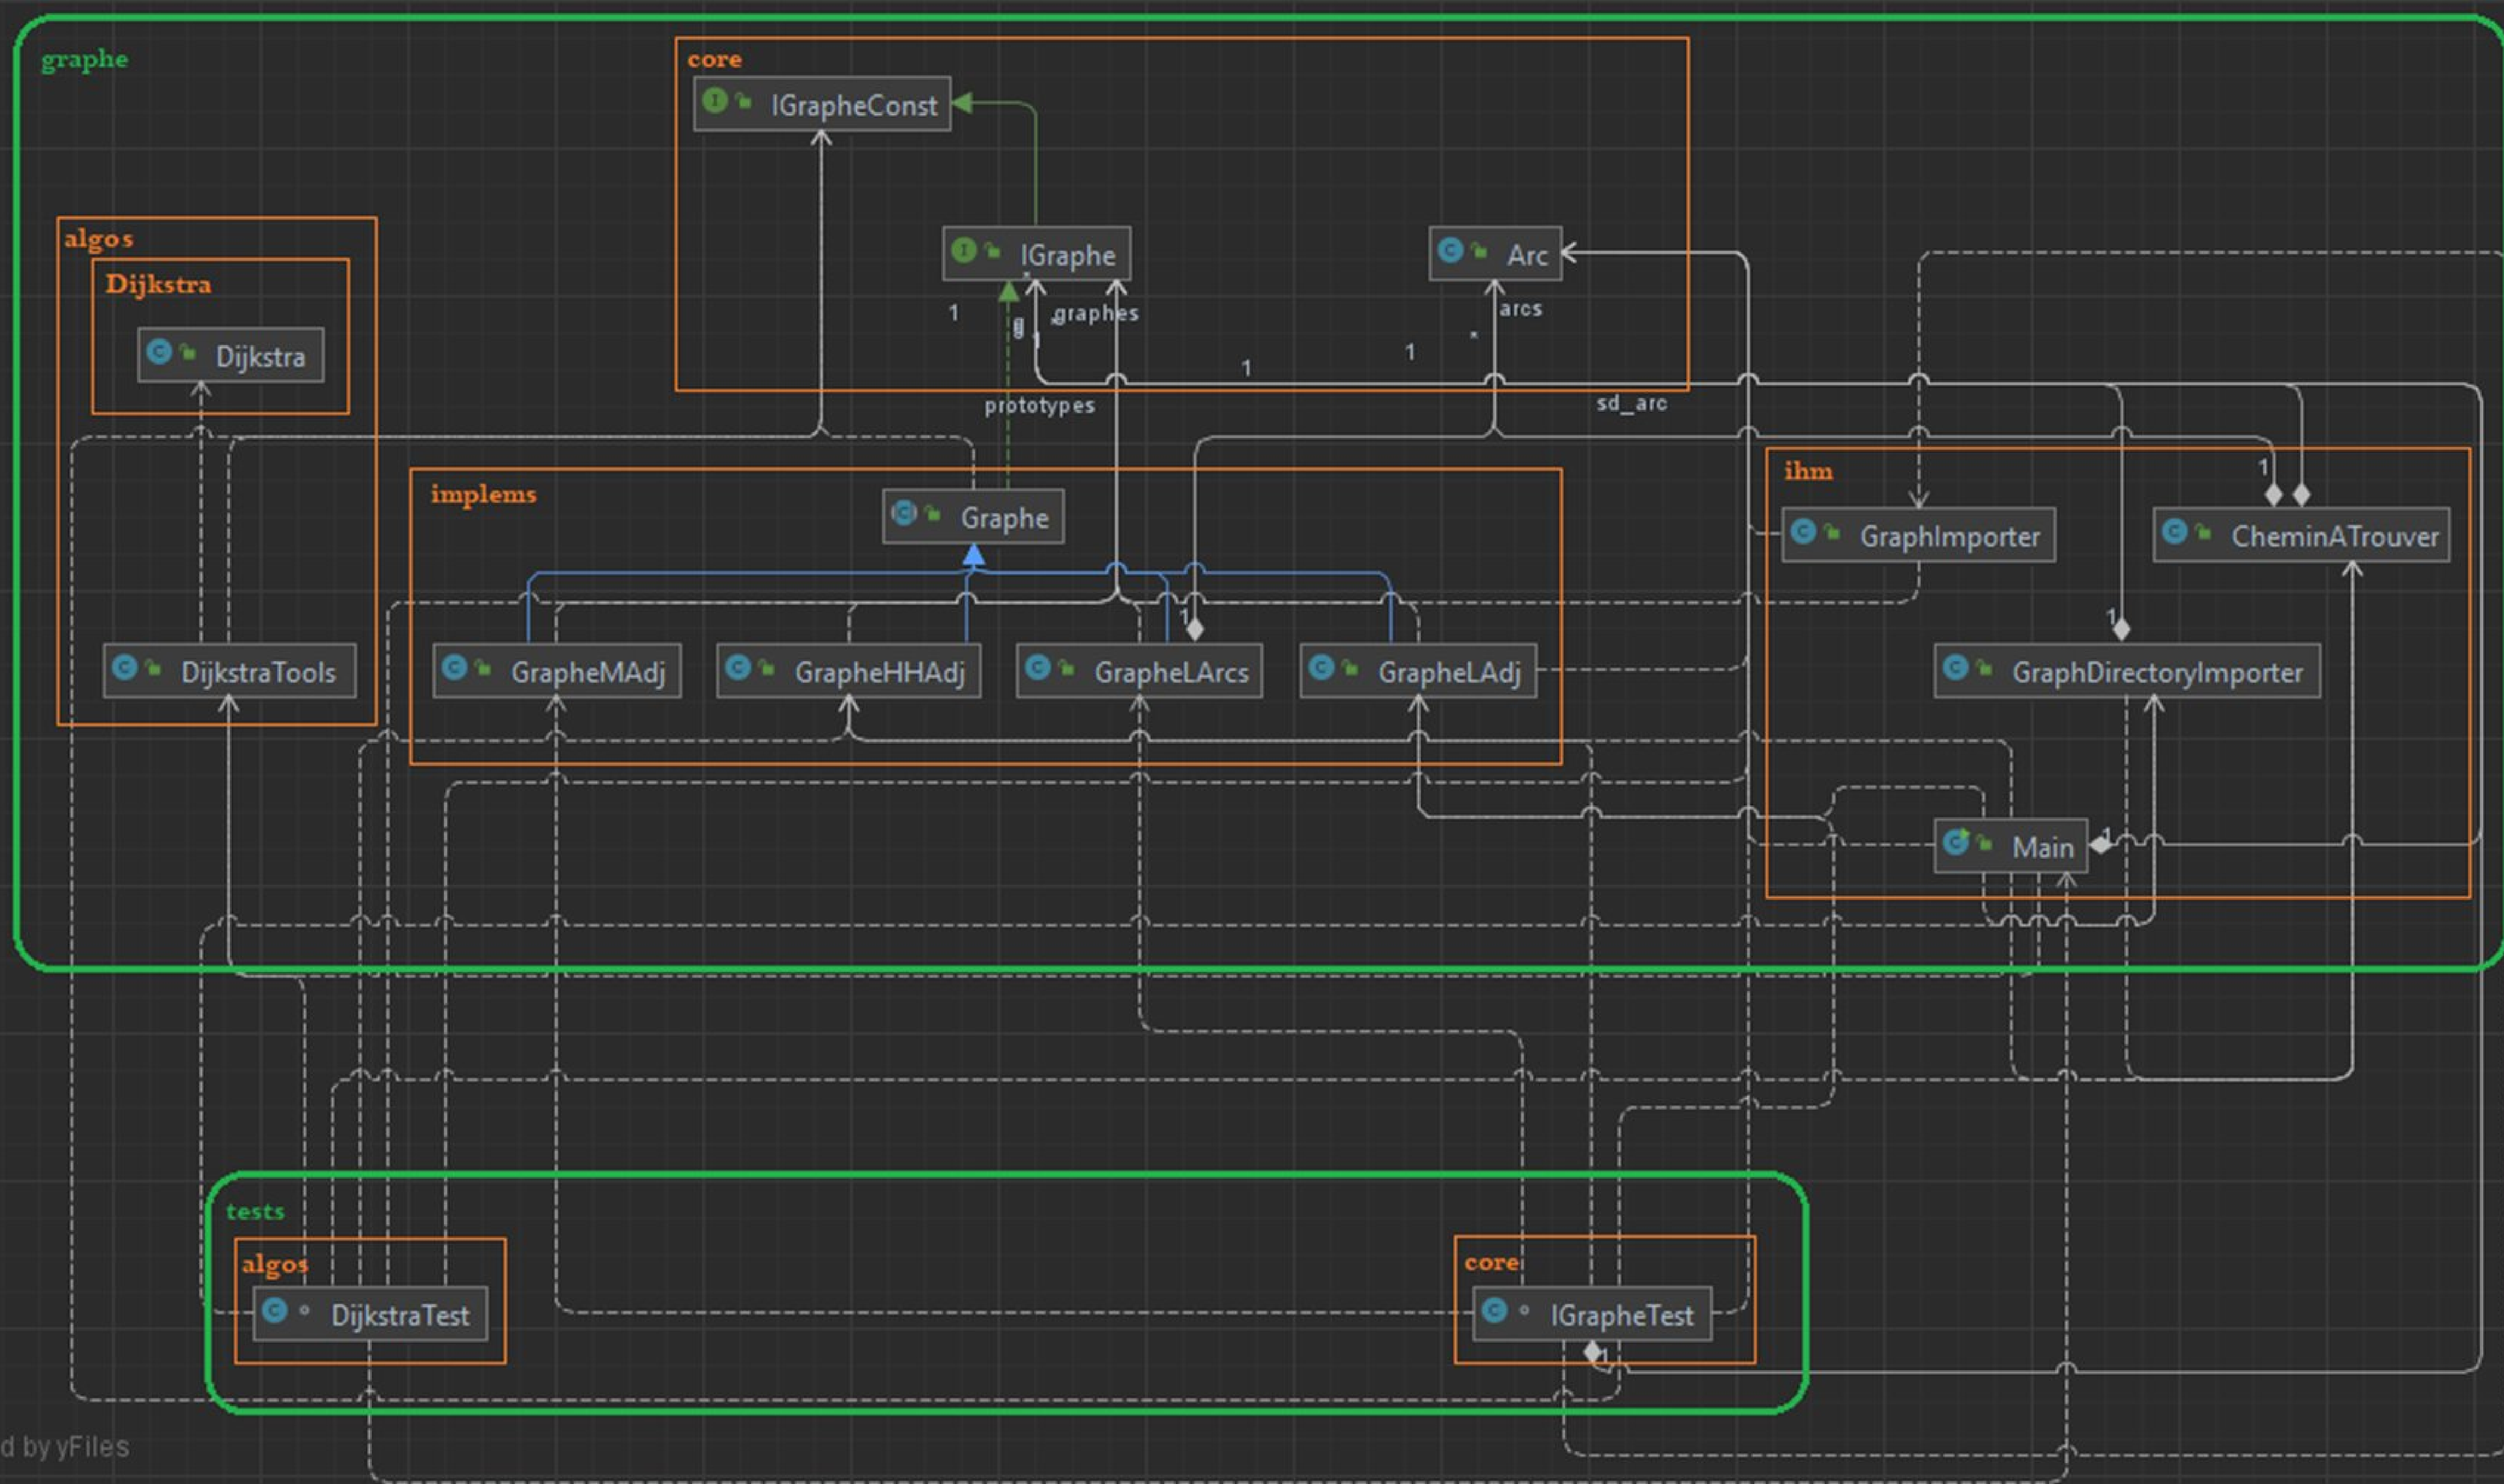 graphe
core
IGrapheConst
algos
Dijkstra
IGraphe
Arc
1
graphes
arcs
*
1
1
Dijkstra
prototypes
sd_arc
implems
ihm
1
Graphe
GraphImporter
CheminATrouver
1
1
DijkstraTools
GrapheMAdj
GrapheHHAdj
GrapheLArcs
GrapheLAdj
GraphDirectoryImporter
Main
1
tests
algos
core
DijkstraTest
IGrapheTest
1
d by yFiles